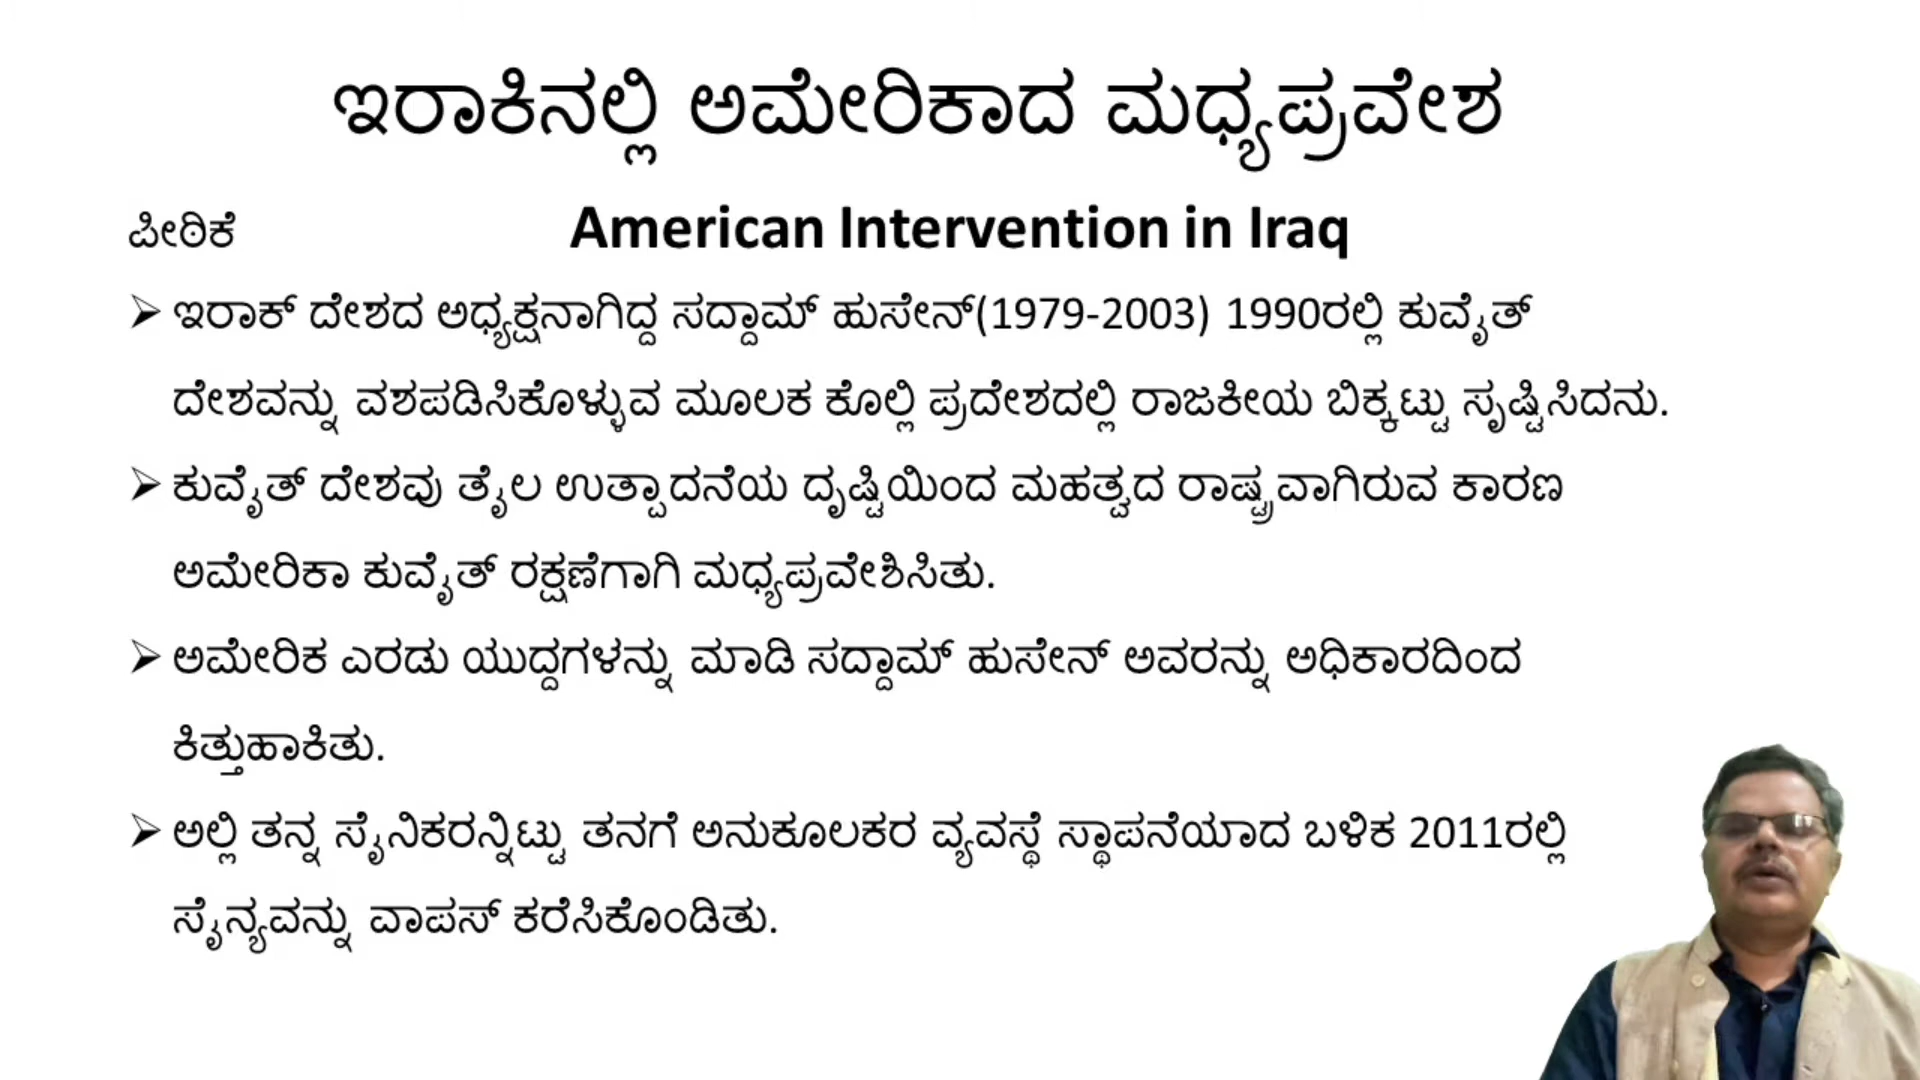 ಇರಾಕಿನಲ್ಲಿ ಅಮೇರಿಕಾದ ಮಧ್ಯಪ್ರವೇಶ
ಪೀಠಿಕೆ American Intervention in Iraq
➢ ಇರಾಕ್ ದೇಶದ ಅಧ್ಯಕ್ಷನಾಗಿದ್ದ ಸದ್ದಾಮ್ ಹುಸೇನ್(1979-2003) 1990ರಲ್ಲಿ ಕುವೈತ್
ದೇಶವನ್ನು ವಶಪಡಿಸಿಕೊಳ್ಳುವ ಮೂಲಕ ಕೊಲ್ಲಿ ಪ್ರದೇಶದಲ್ಲಿ ರಾಜಕೀಯ ಬಿಕ್ಕಟ್ಟು ಸೃಷ್ಟಿಸಿದನು.
➢ ಕುವೈತ್ ದೇಶವು ತೈಲ ಉತ್ಪಾದನೆಯ ದೃಷ್ಟಿಯಿಂದ ಮಹತ್ವದ ರಾಷ್ಟ್ರವಾಗಿರುವ ಕಾರಣ
ಅಮೇರಿಕಾ ಕುವೈತ್ ರಕ್ಷಣೆಗಾಗಿ ಮಧ್ಯಪ್ರವೇಶಿಸಿತು.
➢ ಅಮೇರಿಕ ಎರಡು ಯುದ್ದಗಳನ್ನು ಮಾಡಿ ಸದ್ದಾಮ್ ಹುಸೇನ್ ಅವರನ್ನು ಅಧಿಕಾರದಿಂದ
ಕಿತ್ತುಹಾಕಿತು.
➢ ಅಲ್ಲಿ ತನ್ನ ಸೈನಿಕರನ್ನಿಟ್ಟು ತನಗೆ ಅನುಕೂಲಕರ ವ್ಯವಸ್ಥೆ ಸ್ಥಾಪನೆಯಾದ ಬಳಿಕ 2011ರಲ್ಲಿ
ಸೈನ್ಯವನ್ನು ವಾಪಸ್ ಕರೆಸಿಕೊಂಡಿತು.